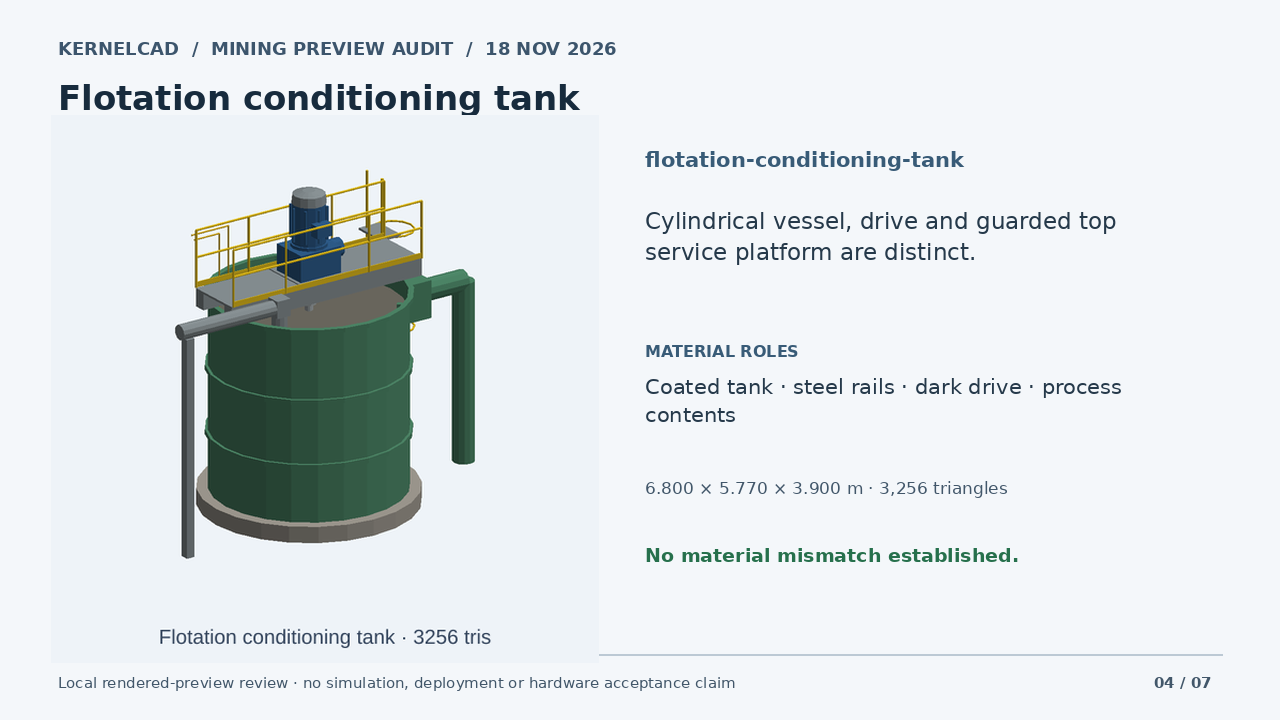 KERNELCAD / MINING PREVIEW AUDIT / 18 NOV 2026
Flotation conditioning tank
flotation-conditioning-tank
Cylindrical vessel, drive and guarded top
service platform are distinct.
MATERIAL ROLES
Coated tank · steel rails · dark drive · process
contents
6.800 × 5.770 × 3.900 m · 3,256 triangles
No material mismatch established.
Flotation conditioning tank · 3256 tris
Local rendered-preview review · no simulation, deployment or hardware acceptance claim
04 / 07